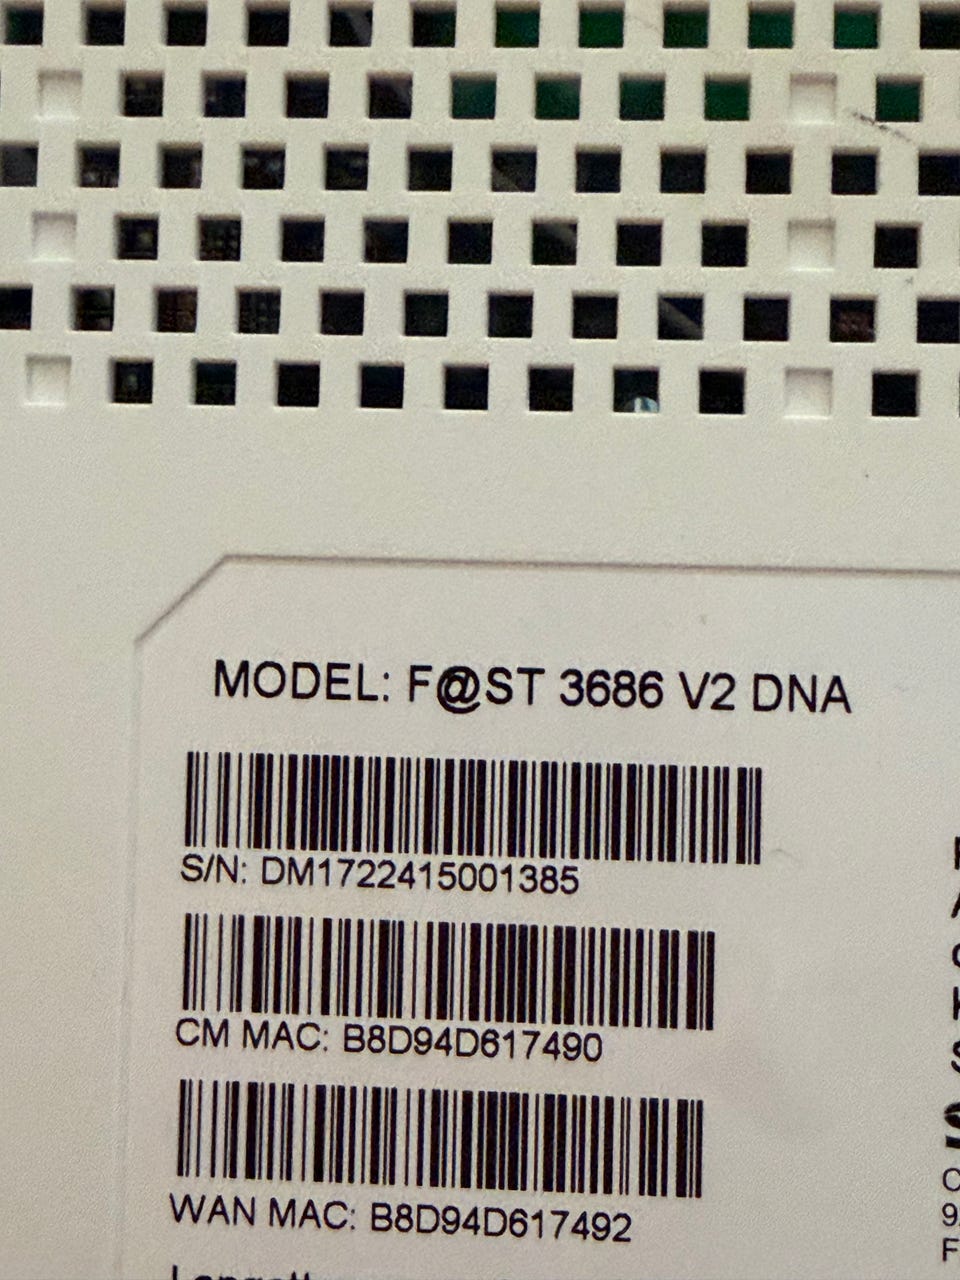 MODEL: F@ST 3686 V2 DNA
S/N: DM1722415001385
CM MAC: B8D94D617490
WAN MAC: B8D94D617492